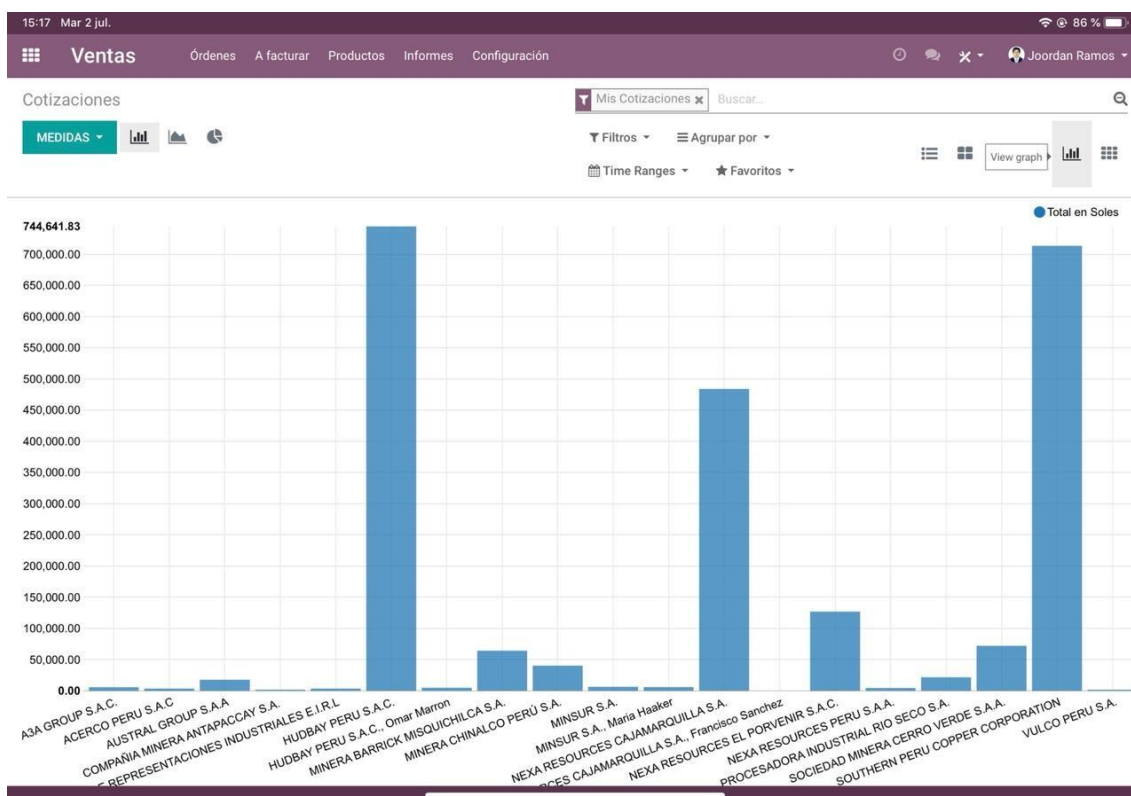 15:17 Mar 2 jul.
86 %
Ventas Órdenes A facturar Productos Informes Configuración
Joordan Ramos
Cotizaciones
Mis Cotizaciones Buscar...
MEDIDAS
Filtros Agrupar por
View graph
Time Ranges Favoritos
Total en Soles
744,641.83
700,000.00
650,000.00
600,000.00
550,000.00
500,000.00
450,000.00
400,000.00
350,000.00
300,000.00
250,000.00
200,000.00
150,000.00
100,000.00
50,000.00
0.00
A3A GROUP S.A.C.
ACERCO PERU S.A.C
AUSTRAL GROUP S.A.A
COMPAÑIA MINERA ANTAPACCAY S.A.
E REPRESENTACIONES INDUSTRIALES E.I.R.L
HUDBAY PERU S.A.C.
HUDBAY PERU S.A.C., Omar Marron
MINERA BARRICK MISQUICHILCA S.A.
MINERA CHINALCO PERÚ S.A.
MINSUR S.A.
MINSUR S.A., Maria Haaker
NEXA RESOURCES CAJAMARQUILLA S.A.
RCES CAJAMARQUILLA S.A., Francisco Sanchez
NEXA RESOURCES EL PORVENIR S.A.C.
NEXA RESOURCES PERU S.A.A.
PROCESADORA INDUSTRIAL RIO SECO S.A.
SOCIEDAD MINERA CERRO VERDE S.A.A.
SOUTHERN PERU COPPER CORPORATION
VULCO PERU S.A.